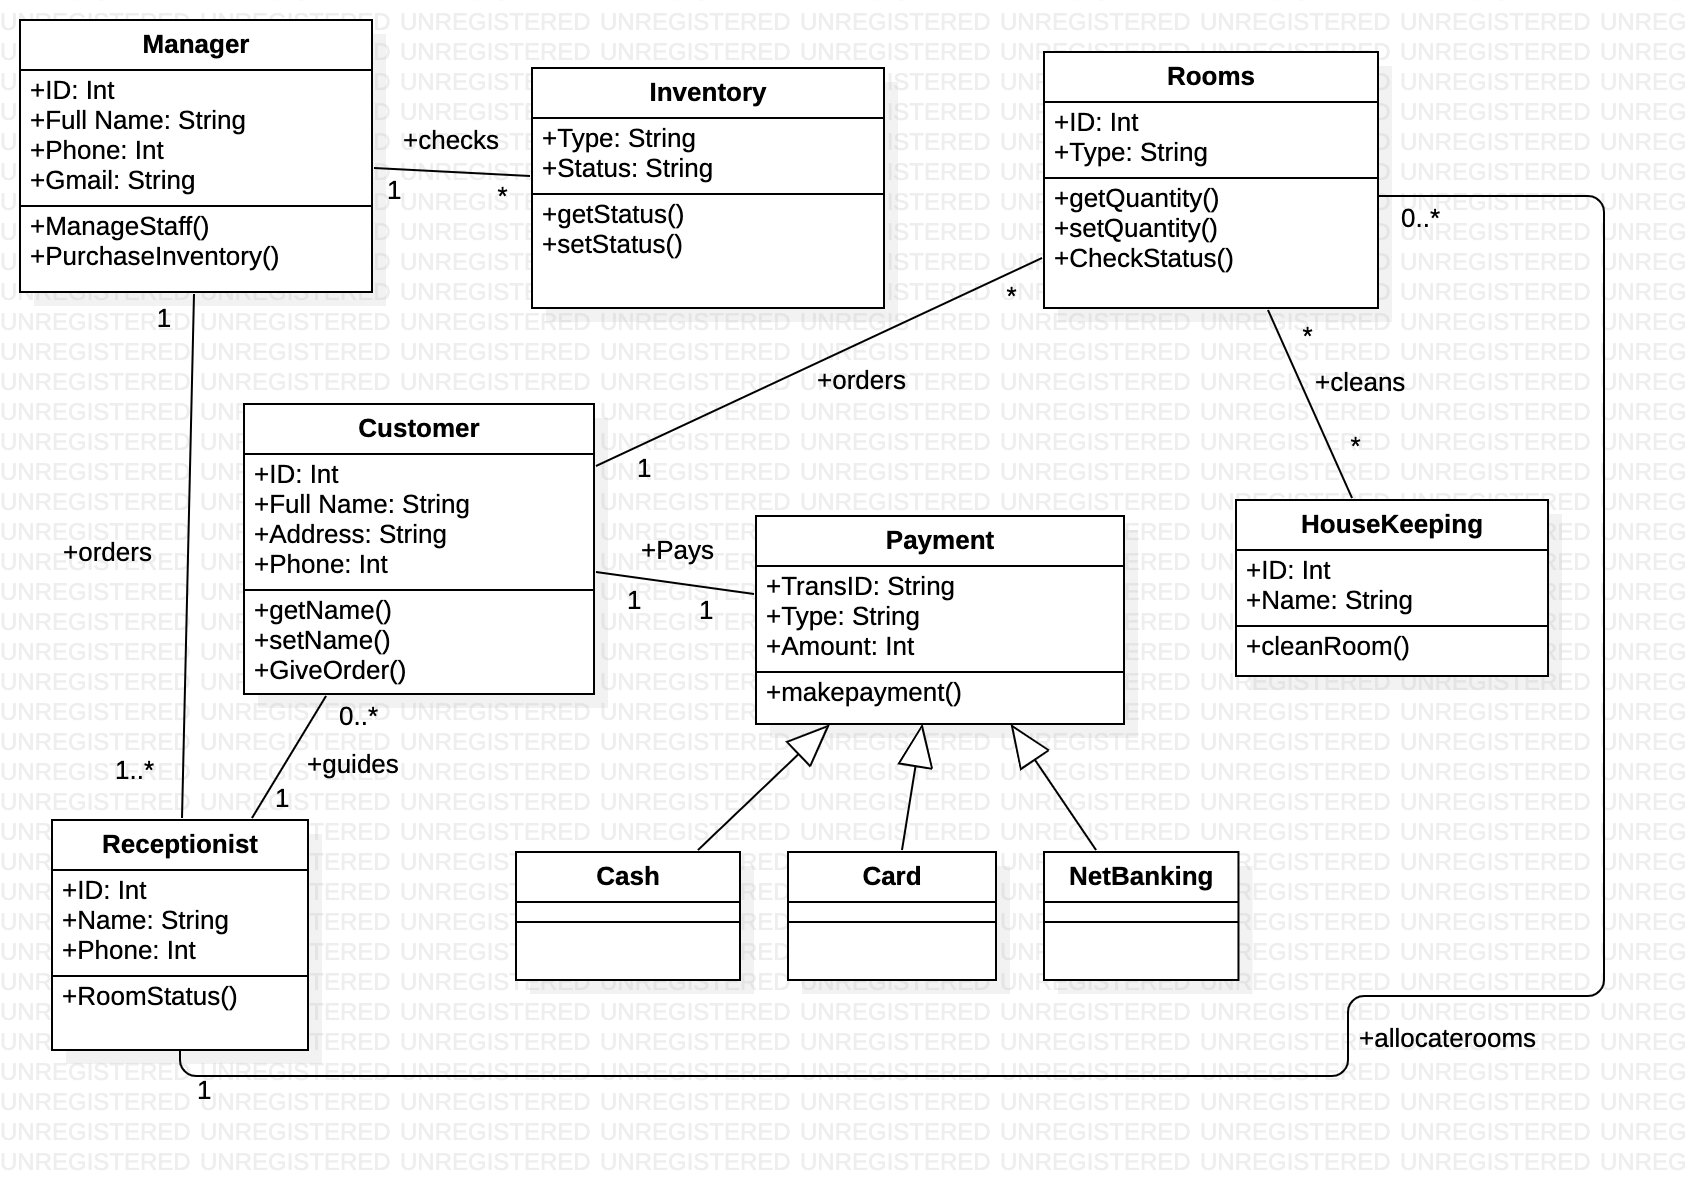 Manager
+ID: Int
+Full Name: String
+Phone: Int
+Gmail: String
+ManageStaff()
+PurchaseInventory()
+checks
1
*
Inventory
+Type: String
+Status: String
+getStatus()
+setStatus()
Rooms
+ID: Int
+Type: String
+getQuantity()
+setQuantity()
+CheckStatus()
0..*
*
+orders
1
*
+cleans
*
1
+orders
1..*
Customer
+ID: Int
+Full Name: String
+Address: String
+Phone: Int
+getName()
+setName()
+GiveOrder()
+Pays
1
1
Payment
+TransID: String
+Type: String
+Amount: Int
+makepayment()
HouseKeeping
+ID: Int
+Name: String
+cleanRoom()
0..*
+guides
1
Receptionist
+ID: Int
+Name: String
+Phone: Int
+RoomStatus()
1
Cash
Card
NetBanking
+allocaterooms
UNREGISTERED